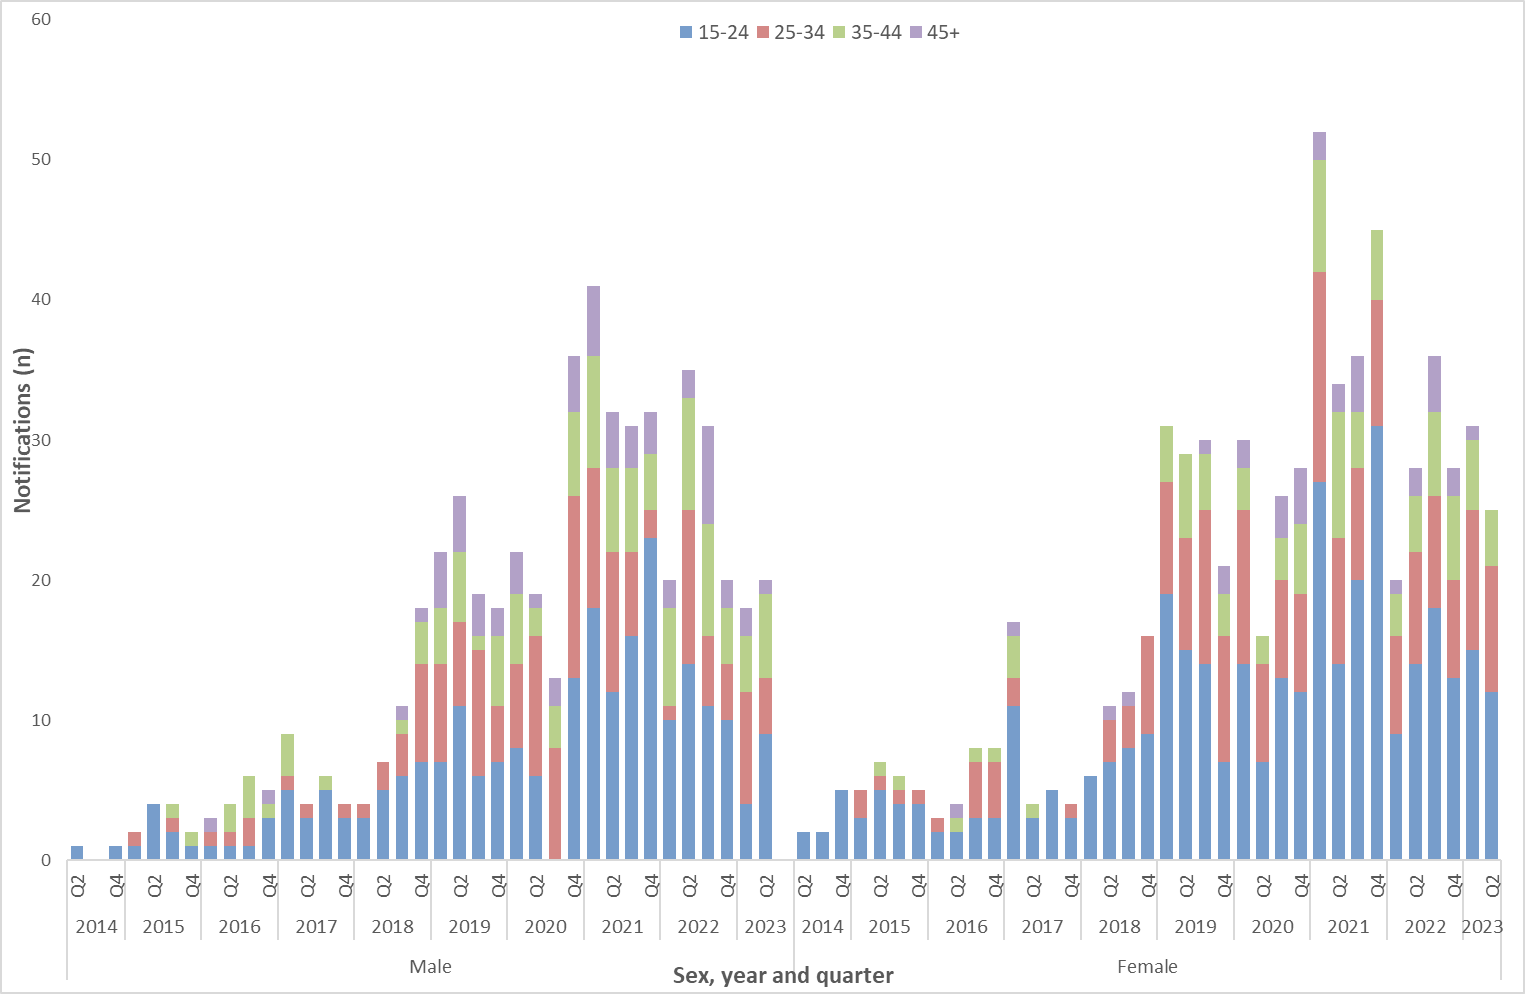 60
15-24 25-34 35-44 45+
50
40
30
20
10
0
Notifications (n)
Q2 Q4 Q2 Q4 Q2 Q4 Q2 Q4 Q2 Q4 Q2 Q4 Q2 Q4 Q2 Q4 Q2 Q4 Q2 Q2 Q4 Q2 Q4 Q2 Q4 Q2 Q4 Q2 Q4 Q2 Q4 Q2 Q4 Q2 Q4 Q2 Q4 Q2
2014 2015 2016 2017 2018 2019 2020 2021 2022 2023 2014 2015 2016 2017 2018 2019 2020 2021 2022 2023
Male Female
Sex, year and quarter